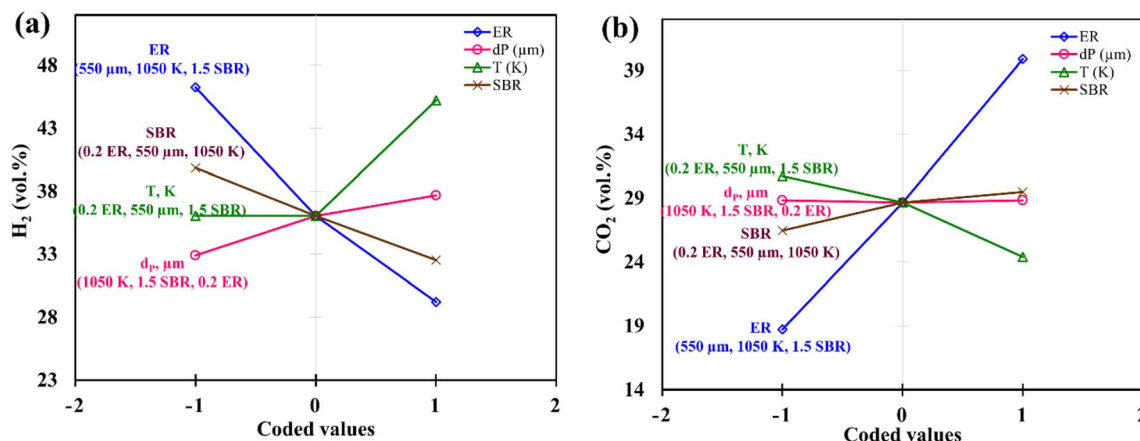 (a)
ER
dP (µm)
T (K)
SBR
ER
(550 µm, 1050 K, 1.5 SBR)
SBR
(0.2 ER, 550 µm, 1050 K)
T, K
(0.2 ER, 550 µm, 1.5 SBR)
dP, µm
(1050 K, 1.5 SBR, 0.2 ER)
H2 (vol.%)
48
43
38
33
28
23
-2
-1
0
1
2
Coded values
(b)
ER
dP (µm)
T (K)
SBR
T, K
(0.2 ER, 550 µm, 1.5 SBR)
dP, µm
(1050 K, 1.5 SBR, 0.2 ER)
SBR
(0.2 ER, 550 µm, 1050 K)
ER
(550 µm, 1050 K, 1.5 SBR)
CO2 (vol.%)
39
34
29
24
19
14
-2
-1
0
1
2
Coded values